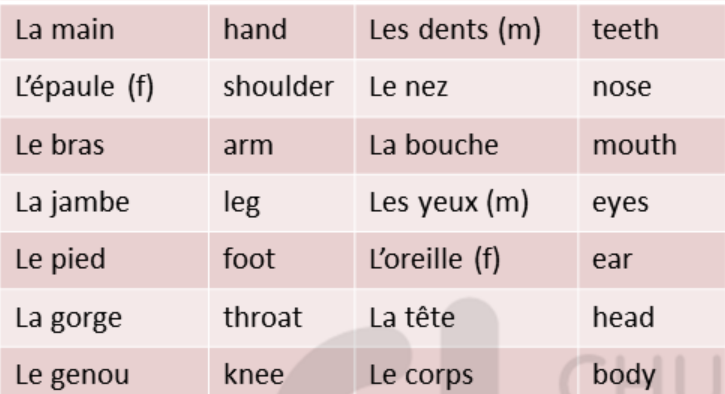 La main hand Les dents (m) teeth
L’épaule (f) shoulder Le nez nose
Le bras arm La bouche mouth
La jambe leg Les yeux (m) eyes
Le pied foot L’oreille (f) ear
La gorge throat La tête head
Le genou knee Le corps body
CHU